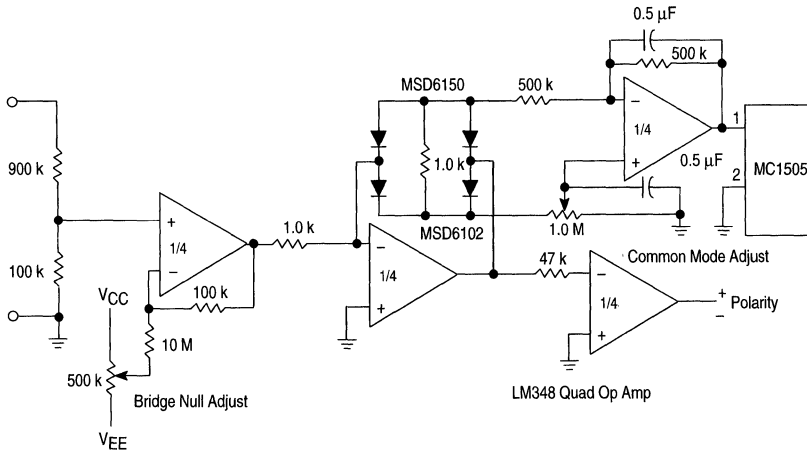 0.5 μF
500 k
MSD6150
500 k
−
1/4
+
1
2
MC1505
0.5 μF
900 k
1.0 k
1.0 M
MSD6102
Common Mode Adjust
+
1/4
−
1.0 k
−
1/4
+
47 k
−
1/4
+
+
Polarity
−
100 k
100 k
VCC
10 M
500 k
Bridge Null Adjust
VEE
LM348 Quad Op Amp